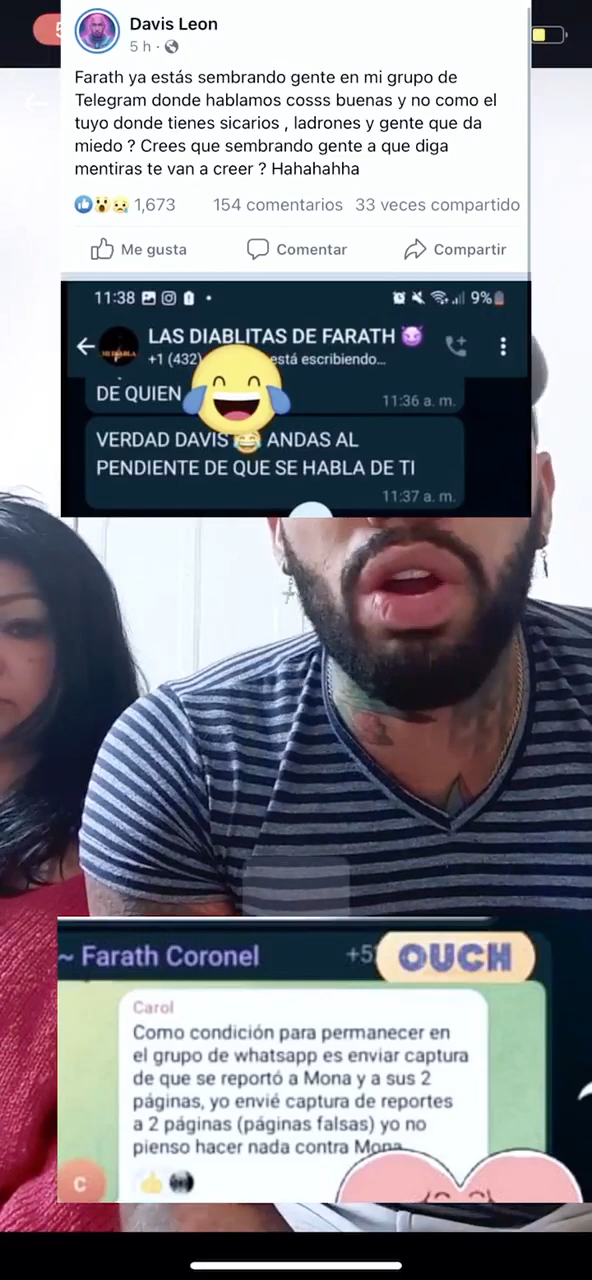 5
Davis Leon
5 h ·
Farath ya estás sembrando gente en mi grupo de
Telegram donde hablamos cosss buenas y no como el
tuyo donde tienes sicarios , ladrones y gente que da
miedo ? Crees que sembrando gente a que diga
mentiras te van a creer ? Hahahahha
1,673 154 comentarios 33 veces compartido
Me gusta Comentar Compartir
11:38 9%
LAS DIABLITAS DE FARATH 😈
+1 (432) está escribiendo...
DE QUIEN
11:36 a. m.
VERDAD DAVIS😂 ANDAS AL
PENDIENTE DE QUE SE HABLA DE TI
11:37 a. m.
~ Farath Coronel +5
OUCH
Carol
Como condición para permanecer en
el grupo de whatsapp es enviar captura
de que se reportó a Mona y a sus 2
páginas, yo envié captura de reportes
a 2 páginas (páginas falsas) yo no
pienso hacer nada contra Mona
C